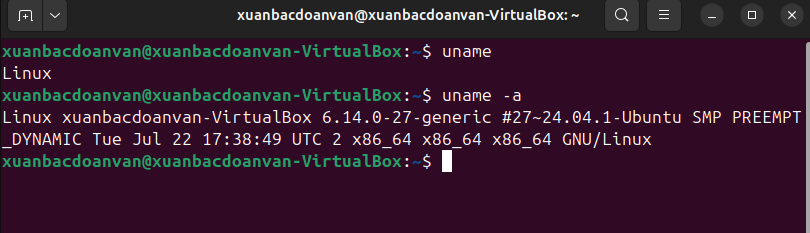 xuanbacdoanvan@xuanbacdoanvan-VirtualBox: ~
xuanbacdoanvan@xuanbacdoanvan-VirtualBox:~$ uname
Linux
xuanbacdoanvan@xuanbacdoanvan-VirtualBox:~$ uname -a
Linux xuanbacdoanvan-VirtualBox 6.14.0-27-generic #27~24.04.1-Ubuntu SMP PREEMPT
_DYNAMIC Tue Jul 22 17:38:49 UTC 2 x86_64 x86_64 x86_64 GNU/Linux
xuanbacdoanvan@xuanbacdoanvan-VirtualBox:~$